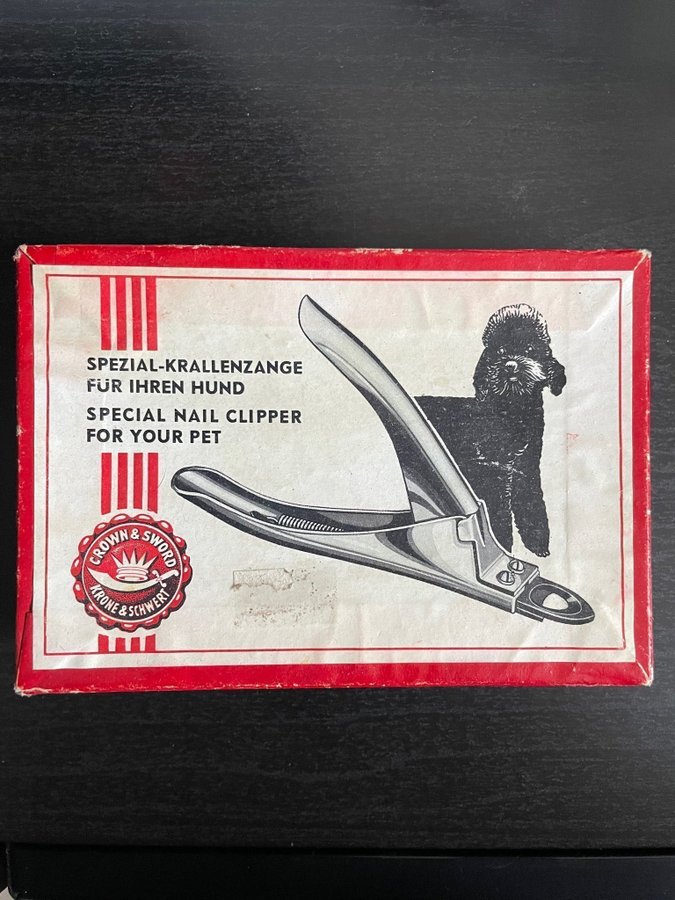 SPEZIAL-KRALLENZANGE
FÜR IHREN HUND
SPECIAL NAIL CLIPPER
FOR YOUR PET
CROWN & SWORD
KRONE & SCHWERT